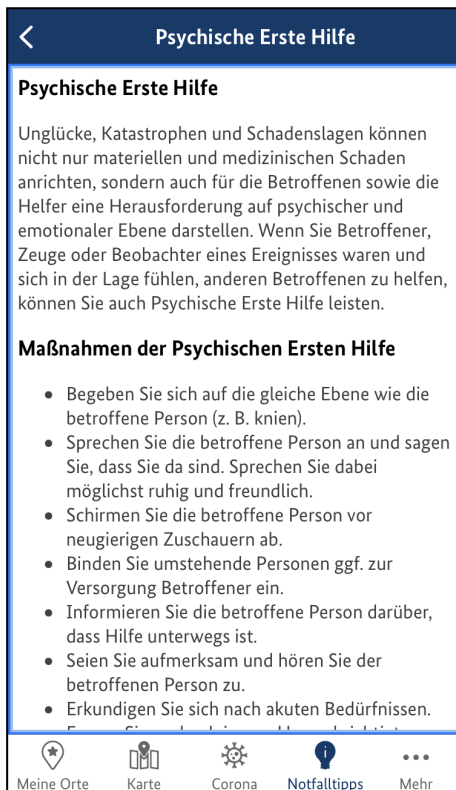 Psychische Erste Hilfe
Psychische Erste Hilfe
Unglücke, Katastrophen und Schadenslagen können
nicht nur materiellen und medizinischen Schaden
anrichten, sondern auch für die Betroffenen sowie die
Helfer eine Herausforderung auf psychischer und
emotionaler Ebene darstellen. Wenn Sie Betroffener,
Zeuge oder Beobachter eines Ereignisses waren und
sich in der Lage fühlen, anderen Betroffenen zu helfen,
können Sie auch Psychische Erste Hilfe leisten.
Maßnahmen der Psychischen Ersten Hilfe
• Begeben Sie sich auf die gleiche Ebene wie die
betroffene Person (z. B. knien).
• Sprechen Sie die betroffene Person an und sagen
Sie, dass Sie da sind. Sprechen Sie dabei
möglichst ruhig und freundlich.
• Schirmen Sie die betroffene Person vor
neugierigen Zuschauern ab.
• Binden Sie umstehende Personen ggf. zur
Versorgung Betroffener ein.
• Informieren Sie die betroffene Person darüber,
dass Hilfe unterwegs ist.
• Seien Sie aufmerksam und hören Sie der
betroffenen Person zu.
• Erkundigen Sie sich nach akuten Bedürfnissen.
Meine Orte
Karte
Corona
Notfalltipps
Mehr